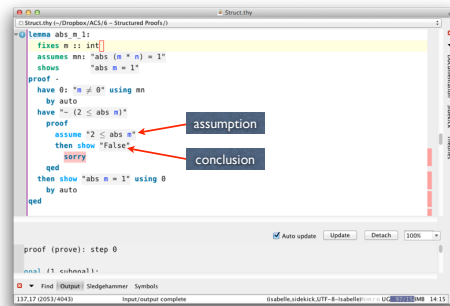 Struct.thy
Struct.thy (~/Dropbox/ACS/6 – Structured Proofs/)
lemma abs_m_1:
fixes m :: int
assumes mn: "abs (m * n) = 1"
shows "abs m = 1"
proof -
have 0: "m ≠ 0" using mn
by auto
have "~ (2 ≤ abs m)"
proof
assume "2 ≤ abs m"
then show "False"
sorry
qed
then show "abs m = 1" using 0
by auto
qed
assumption
conclusion
Auto update Update Detach 100%
proof (prove): step 0
goal (1 subgoal):
Find Output Sledgehammer Symbols
137,17 (2053/4043) Input/output complete (isabelle,sidekick,UTF-8-Isabelle) 14:15